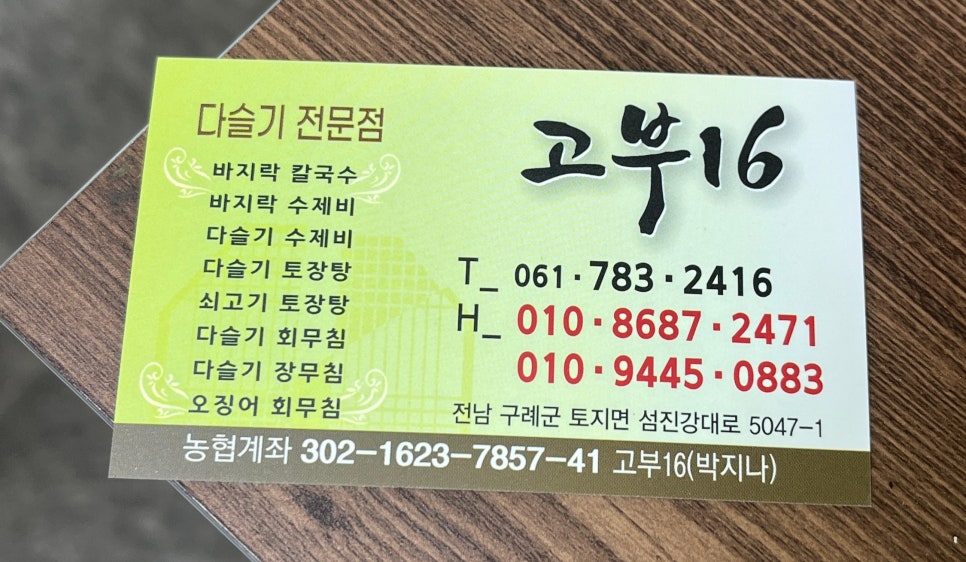 다슬기 전문점
바지락 칼국수
바지락 수제비
다슬기 수제비
다슬기 토장탕
쇠고기 토장탕
다슬기 회무침
다슬기 장무침
오징어 회무침
고부16
T_ 061·783·2416
H_ 010·8687·2471
010·9445·0883
전남 구례군 토지면 섬진강대로 5047-1
농협계좌 302-1623-7857-41 고부16(박지나)